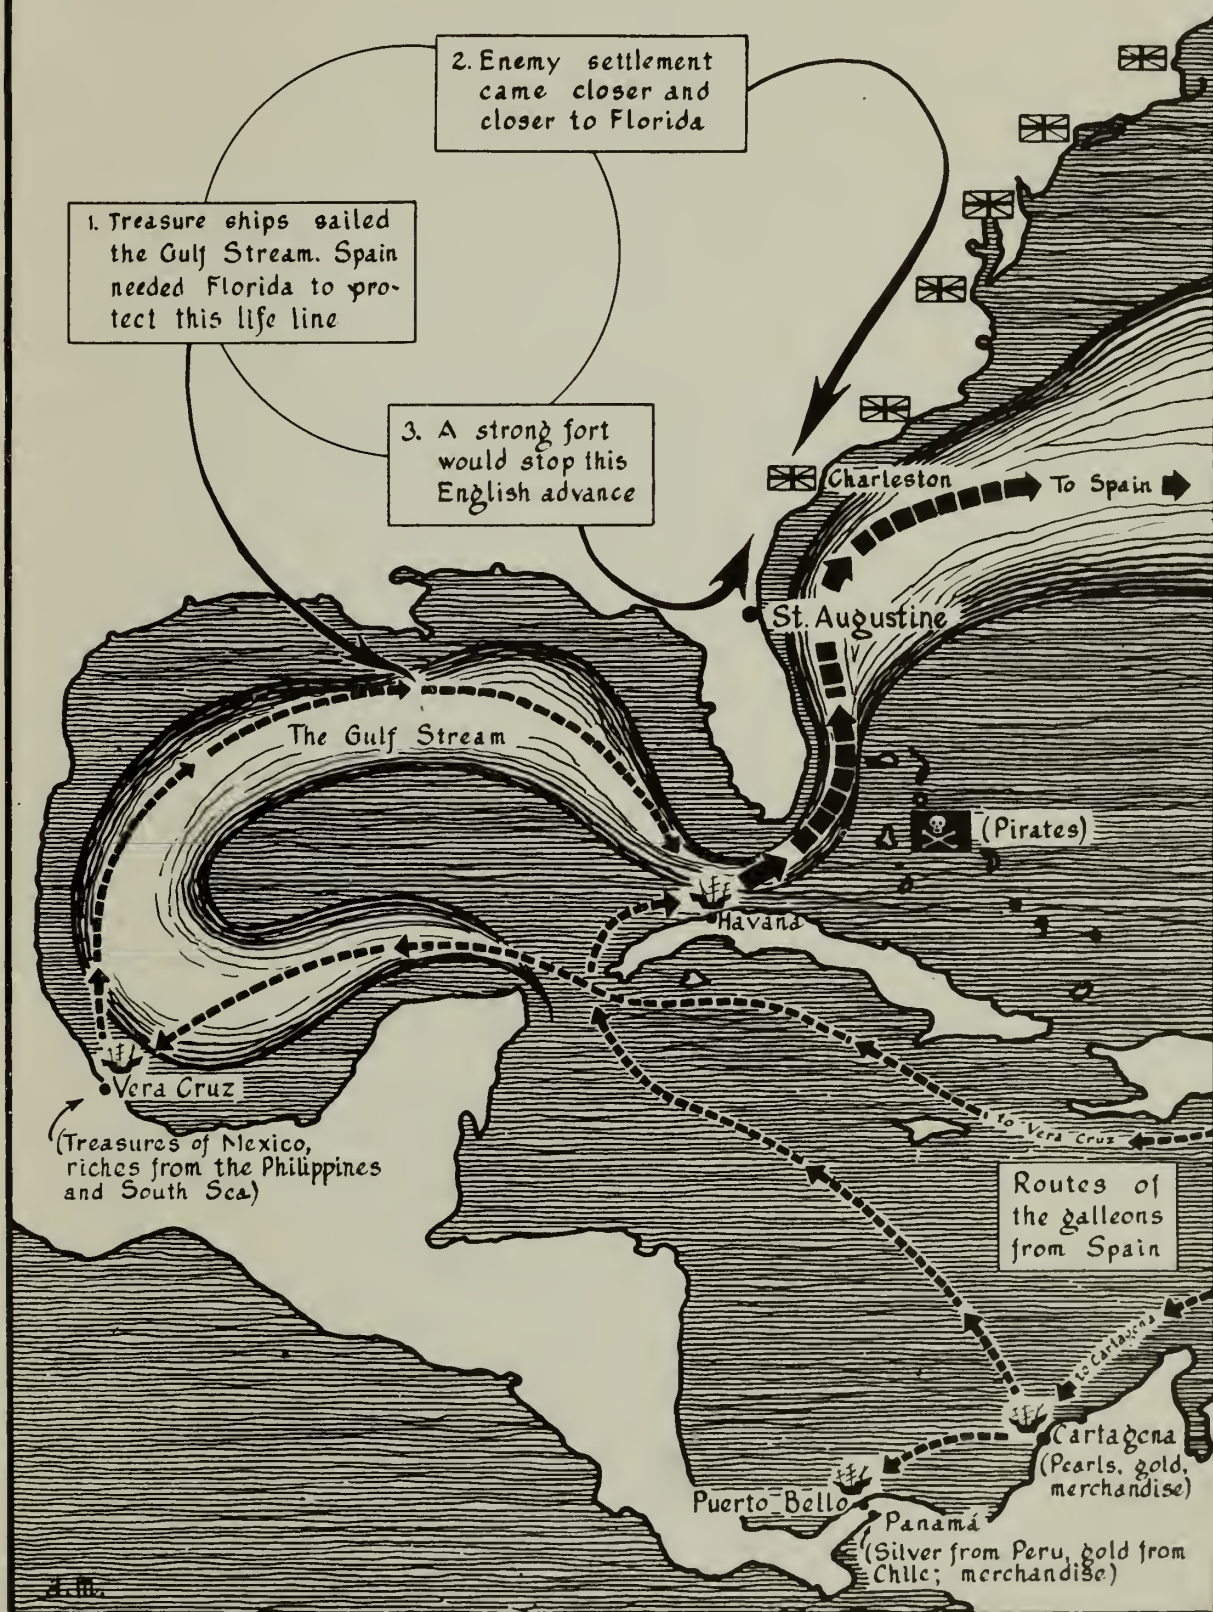 2. Enemy settlement
came closer and
closer to Florida
1. Treasure ships sailed
the Gulf Stream. Spain
needed Florida to pro-
tect this life line
3. A strong fort
would stop this
English advance
Charleston
To Spain
St. Augustine
The Gulf Stream
(Pirates)
Havana
Vera Cruz
(Treasures of Mexico,
riches from the Philippines
and South Sea)
to Vera Cruz
Routes of
the galleons
from Spain
to Cartagena
Cartagena
(Pearls, gold,
merchandise)
Puerto Bello
Panamá
(Silver from Peru, gold from
Chile; merchandise)
a.m.